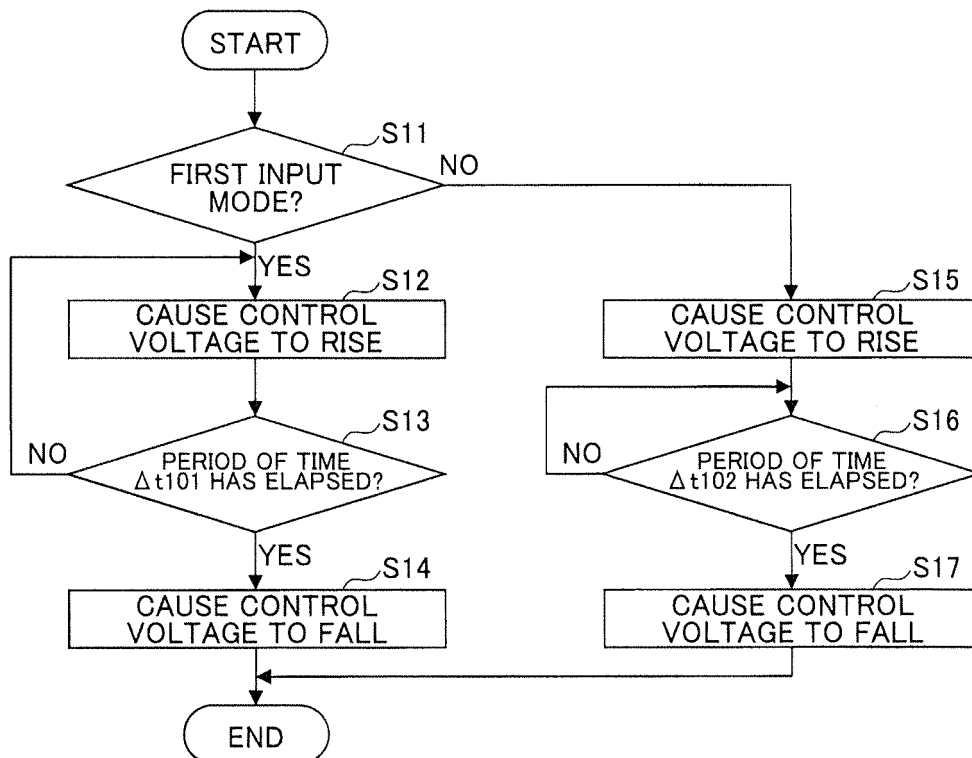 START
S11
FIRST INPUT
MODE?
NO
YES
S12
CAUSE CONTROL
VOLTAGE TO RISE
S13
PERIOD OF TIME
Δt101 HAS ELAPSED?
NO
YES
S14
CAUSE CONTROL
VOLTAGE TO FALL
S15
CAUSE CONTROL
VOLTAGE TO RISE
S16
PERIOD OF TIME
Δt102 HAS ELAPSED?
NO
YES
S17
CAUSE CONTROL
VOLTAGE TO FALL
END